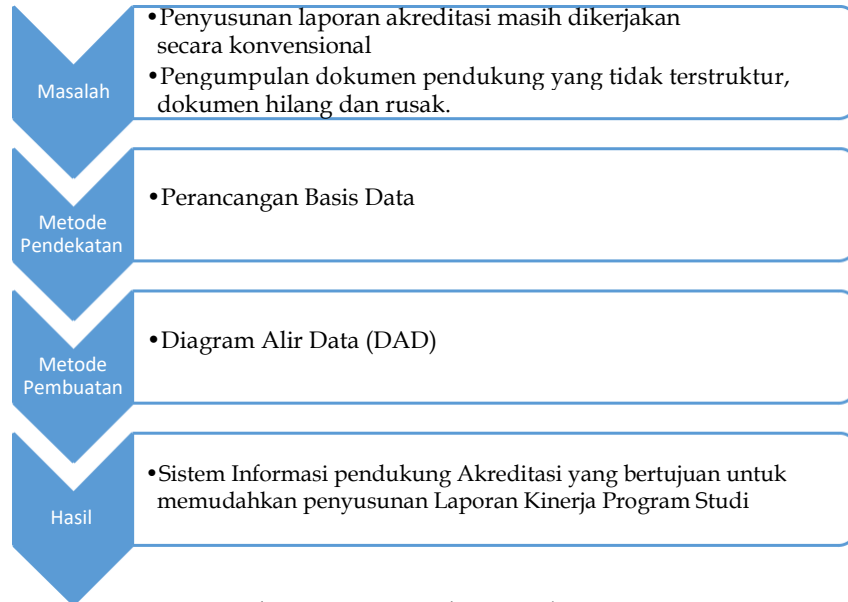 Masalah
•Penyusunan laporan akreditasi masih dikerjakan
secara konvensional
•Pengumpulan dokumen pendukung yang tidak terstruktur,
dokumen hilang dan rusak.
Metode
Pendekatan
•Perancangan Basis Data
Metode
Pembuatan
•Diagram Alir Data (DAD)
Hasil
•Sistem Informasi pendukung Akreditasi yang bertujuan untuk
memudahkan penyusunan Laporan Kinerja Program Studi